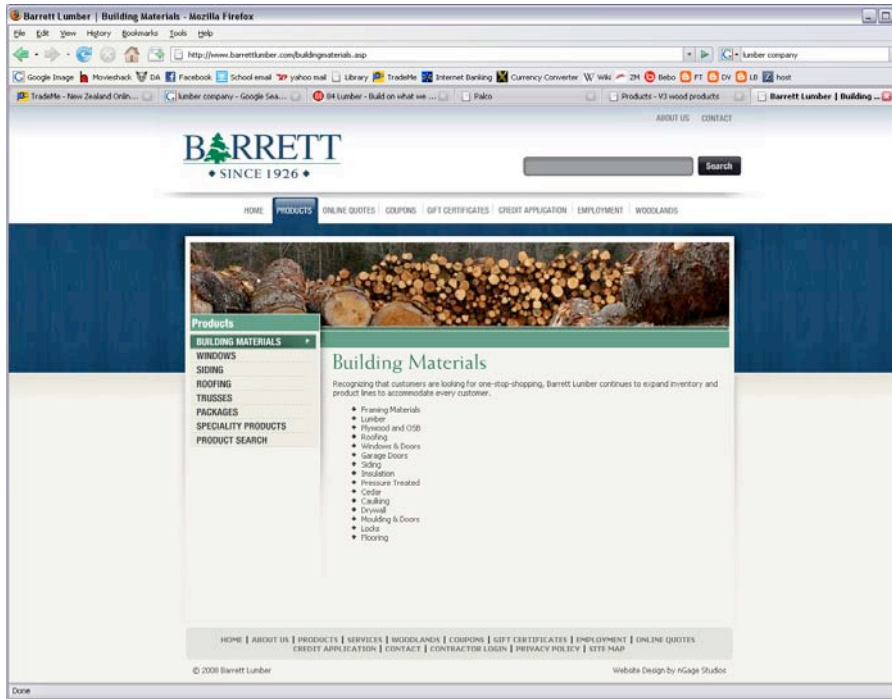 Barrett Lumber | Building Materials - Mozilla Firefox
File Edit View History Bookmarks Tools Help
http://www.barrettlumber.com/buildingmaterials.asp lumber company
Google Image Movieshack DA Facebook School email yahoo mail Library TradeMe Internet Banking Currency Converter Wiki ZM Bebo FT DV LB host
TradeMe - New Zealand Onlin... lumber company - Google Sea... 84 Lumber - Build on what we ... Palco Products - V3 wood products Barrett Lumber | Building ...
ABOUT US CONTACT
BARRETT
SINCE 1926
Search
HOME PRODUCTS ONLINE QUOTES COUPONS GIFT CERTIFICATES CREDIT APPLICATION EMPLOYMENT WOODLANDS
Products
BUILDING MATERIALS
WINDOWS
SIDING
ROOFING
TRUSSES
PACKAGES
SPECIALITY PRODUCTS
PRODUCT SEARCH
Building Materials
Recognizing that customers are looking for one-stop-shopping, Barrett Lumber continues to expand inventory and
product lines to accommodate every customer.
Framing Materials
Lumber
Plywood and OSB
Roofing
Windows & Doors
Garage Doors
Siding
Insulation
Pressure Treated
Cedar
Caulking
Drywall
Moulding & Doors
Locks
Flooring
HOME | ABOUT US | PRODUCTS | SERVICES | WOODLANDS | COUPONS | GIFT CERTIFICATES | EMPLOYMENT | ONLINE QUOTES
CREDIT APPLICATION | CONTACT | CONTRACTOR LOGIN | PRIVACY POLICY | SITE MAP
© 2008 Barrett Lumber Website Design by nGage Studios
Done